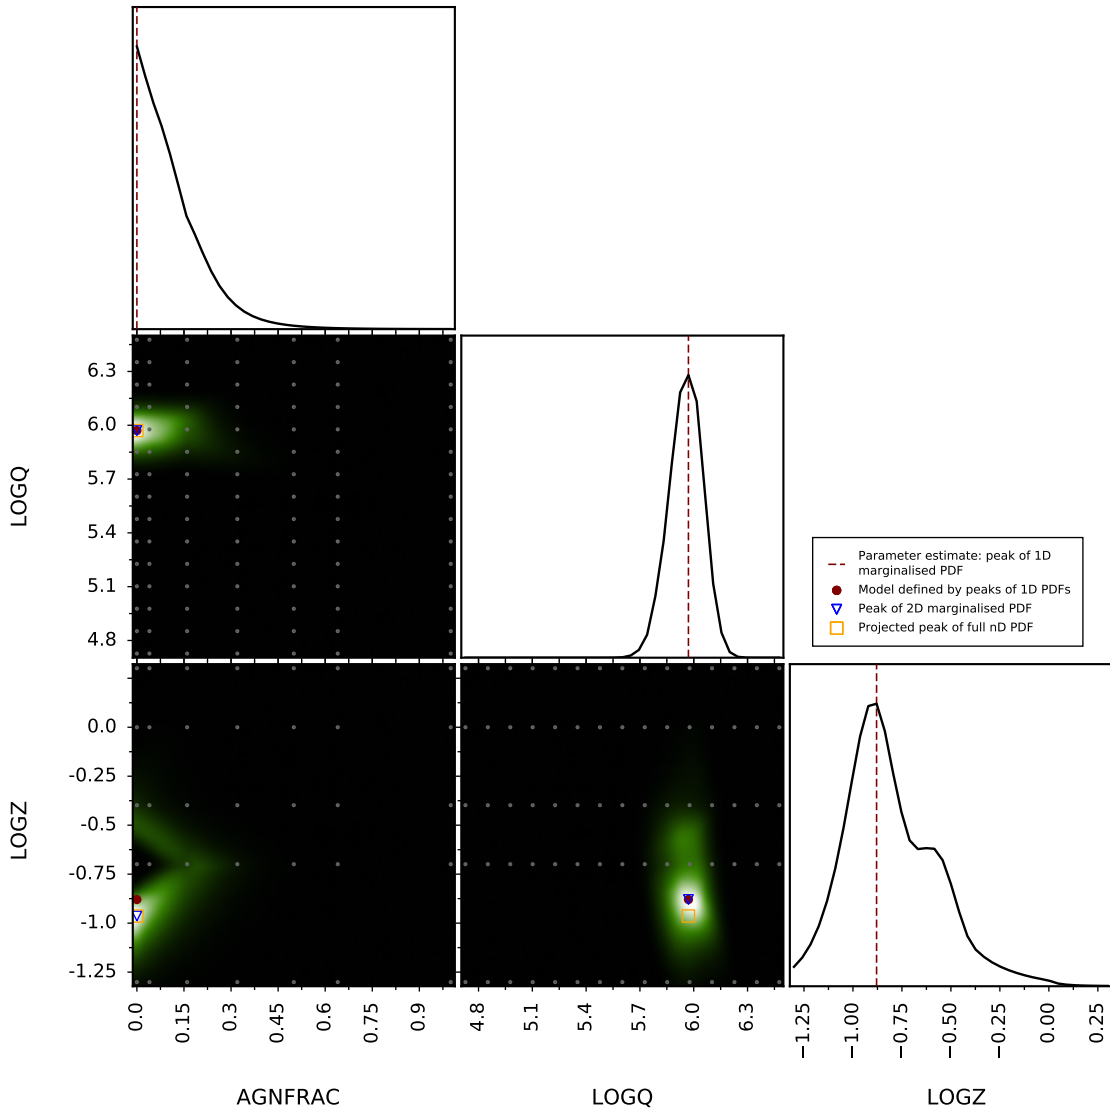 6.3
6.0
5.7
5.4
5.1
4.8
LOGQ
Parameter estimate: peak of 1D
marginalised PDF
Model defined by peaks of 1D PDFs
Peak of 2D marginalised PDF
Projected peak of full nD PDF
0.0
-0.25
-0.5
-0.75
-1.0
-1.25
LOGZ
0.0 0.15 0.3 0.45 0.6 0.75 0.9
4.8 5.1 5.4 5.7 6.0 6.3
−1.25 −1.00 −0.75 −0.50 −0.25 0.00 0.25
AGNFRAC LOGQ LOGZ